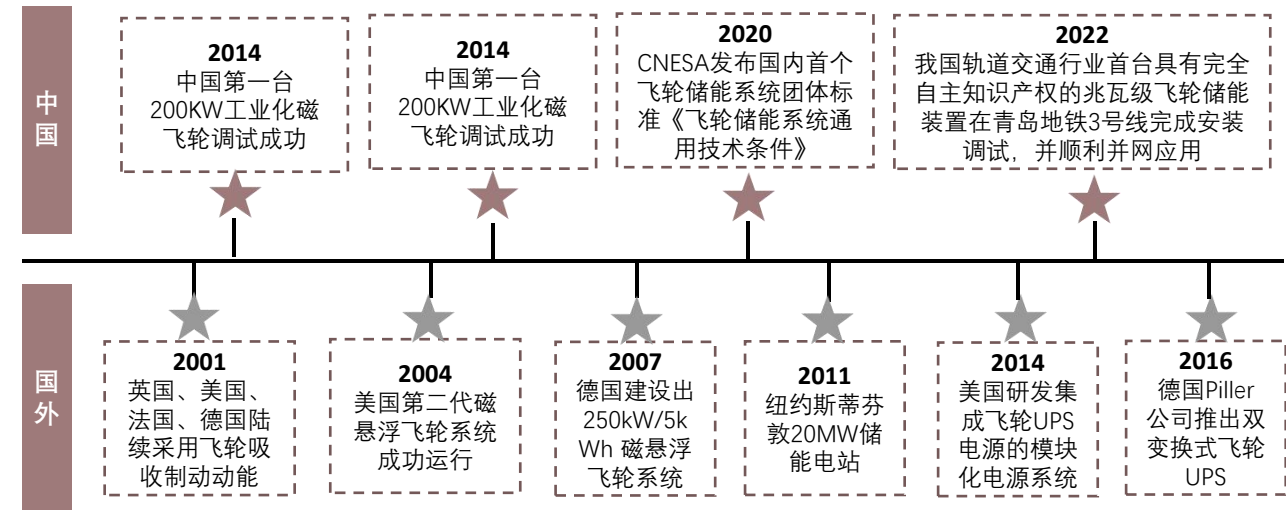 中国
2014
中国第一台
200KW工业化磁
飞轮调试成功
2014
中国第一台
200KW工业化磁
飞轮调试成功
2020
CNESA发布国内首个
飞轮储能系统团体标
准《飞轮储能系统通
用技术条件》
2022
我国轨道交通行业首台具有完全
自主知识产权的兆瓦级飞轮储能
装置在青岛地铁3号线完成安装
调试，并顺利并网应用
国外
2001
英国、美国、
法国、德国陆
续采用飞轮吸
收制动动能
2004
美国第二代磁
悬浮飞轮系统
成功运行
2007
德国建设出
250kW/5k
Wh 磁悬浮
飞轮系统
2011
纽约斯蒂芬
敦20MW储
能电站
2014
美国研发集
成飞轮UPS
电源的模块
化电源系统
2016
德国Piller
公司推出双
变换式飞轮
UPS